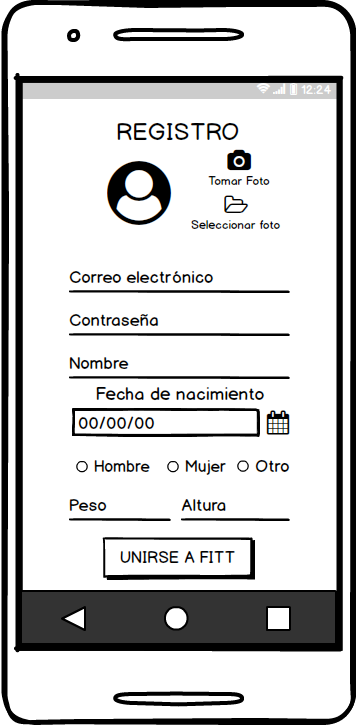 12:24
REGISTRO
Tomar Foto
Seleccionar foto
Correo electrónico
Contraseña
Nombre
Fecha de nacimiento
00/00/00
Hombre Mujer Otro
Peso Altura
UNIRSE A FITT